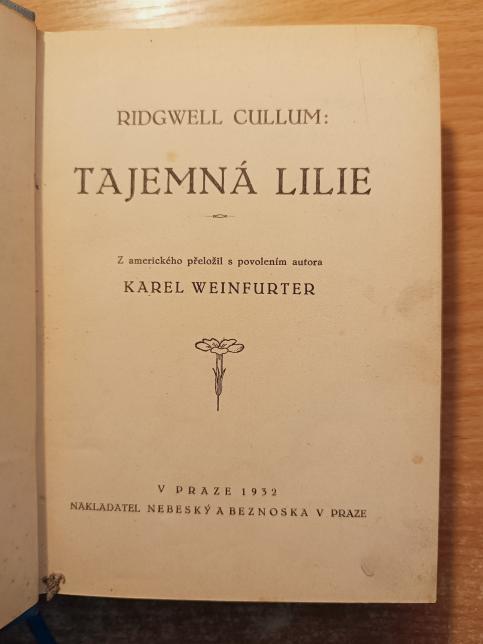 RIDGWELL CULLUM:
TAJEMNÁ LILIE
Z amerického přeložil s povolením autora
KAREL WEINFURTER
V PRAZE 1932
NAKLADATEL NEBESKÝ A BEZNOSKA V PRAZE